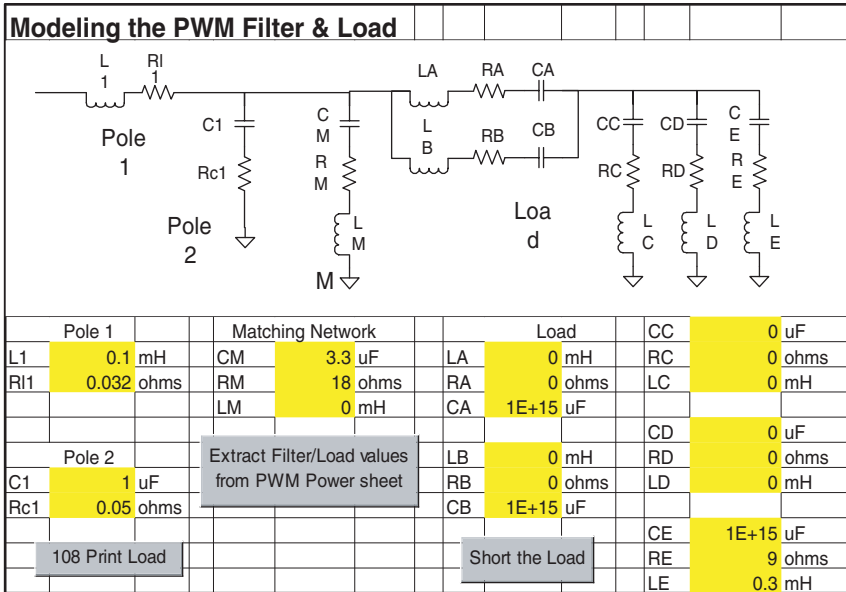 Modeling the PWM Filter & Load
L
1
Rl
1
LA
RA
CA
C1
C
M
L
B
RB
CB
CC
CD
C
E
Pole
1
Rc1
R
M
RC
RD
R
E
Pole
2
L
M
Loa
d
L
C
L
D
L
E
M
Pole 1 Matching Network Load CC 0 uF
L1 0.1 mH CM 3.3 uF LA 0 mH RC 0 ohms
Rl1 0.032 ohms RM 18 ohms RA 0 ohms LC 0 mH
LM 0 mH CA 1E+15 uF
CD 0 uF
Pole 2 Extract Filter/Load values LB 0 mH RD 0 ohms
C1 1 uF from PWM Power sheet RB 0 ohms LD 0 mH
Rc1 0.05 ohms CB 1E+15 uF
CE 1E+15 uF
108 Print Load Short the Load RE 9 ohms
LE 0.3 mH